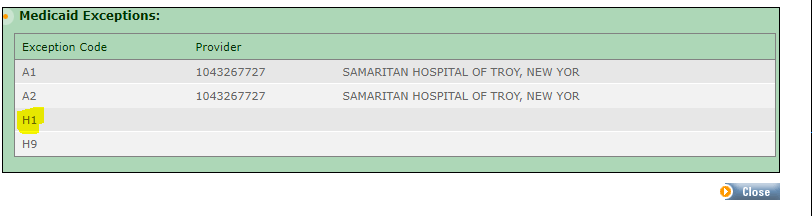 Medicaid Exceptions:
Exception Code Provider
A1 1043267727 SAMARITAN HOSPITAL OF TROY, NEW YOR
A2 1043267727 SAMARITAN HOSPITAL OF TROY, NEW YOR
H1
H9
Close